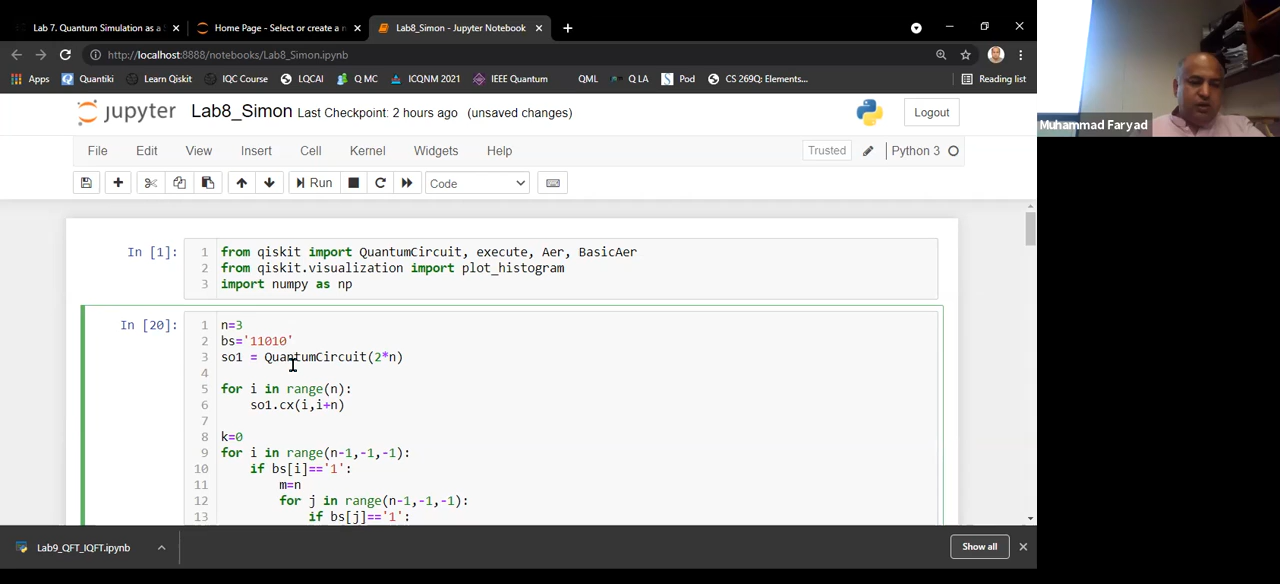 Lab 7. Quantum Simulation as a
Home Page - Select or create a n
Lab8_Simon - Jupyter Notebook
http://localhost:8888/notebooks/Lab8_Simon.ipynb
Apps Quantiki Learn Qiskit IQC Course LQCAI Q MC ICQNM 2021 IEEE Quantum QML Q LA Pod CS 269Q: Elements... Reading list
Muhammad Faryad
jupyter Lab8_Simon Last Checkpoint: 2 hours ago (unsaved changes) Logout
File Edit View Insert Cell Kernel Widgets Help Trusted Python 3
Run Code
In [1]:
1 from qiskit import QuantumCircuit, execute, Aer, BasicAer
2 from qiskit.visualization import plot_histogram
3 import numpy as np
In [20]:
1 n=3
2 bs='11010'
3 so1 = QuantumCircuit(2*n)
4
5 for i in range(n):
6 so1.cx(i,i+n)
7
8 k=0
9 for i in range(n-1,-1,-1):
10 if bs[i]=='1':
11 m=n
12 for j in range(n-1,-1,-1):
13 if bs[j]=='1':
Lab9_QFT_IQFT.ipynb Show all